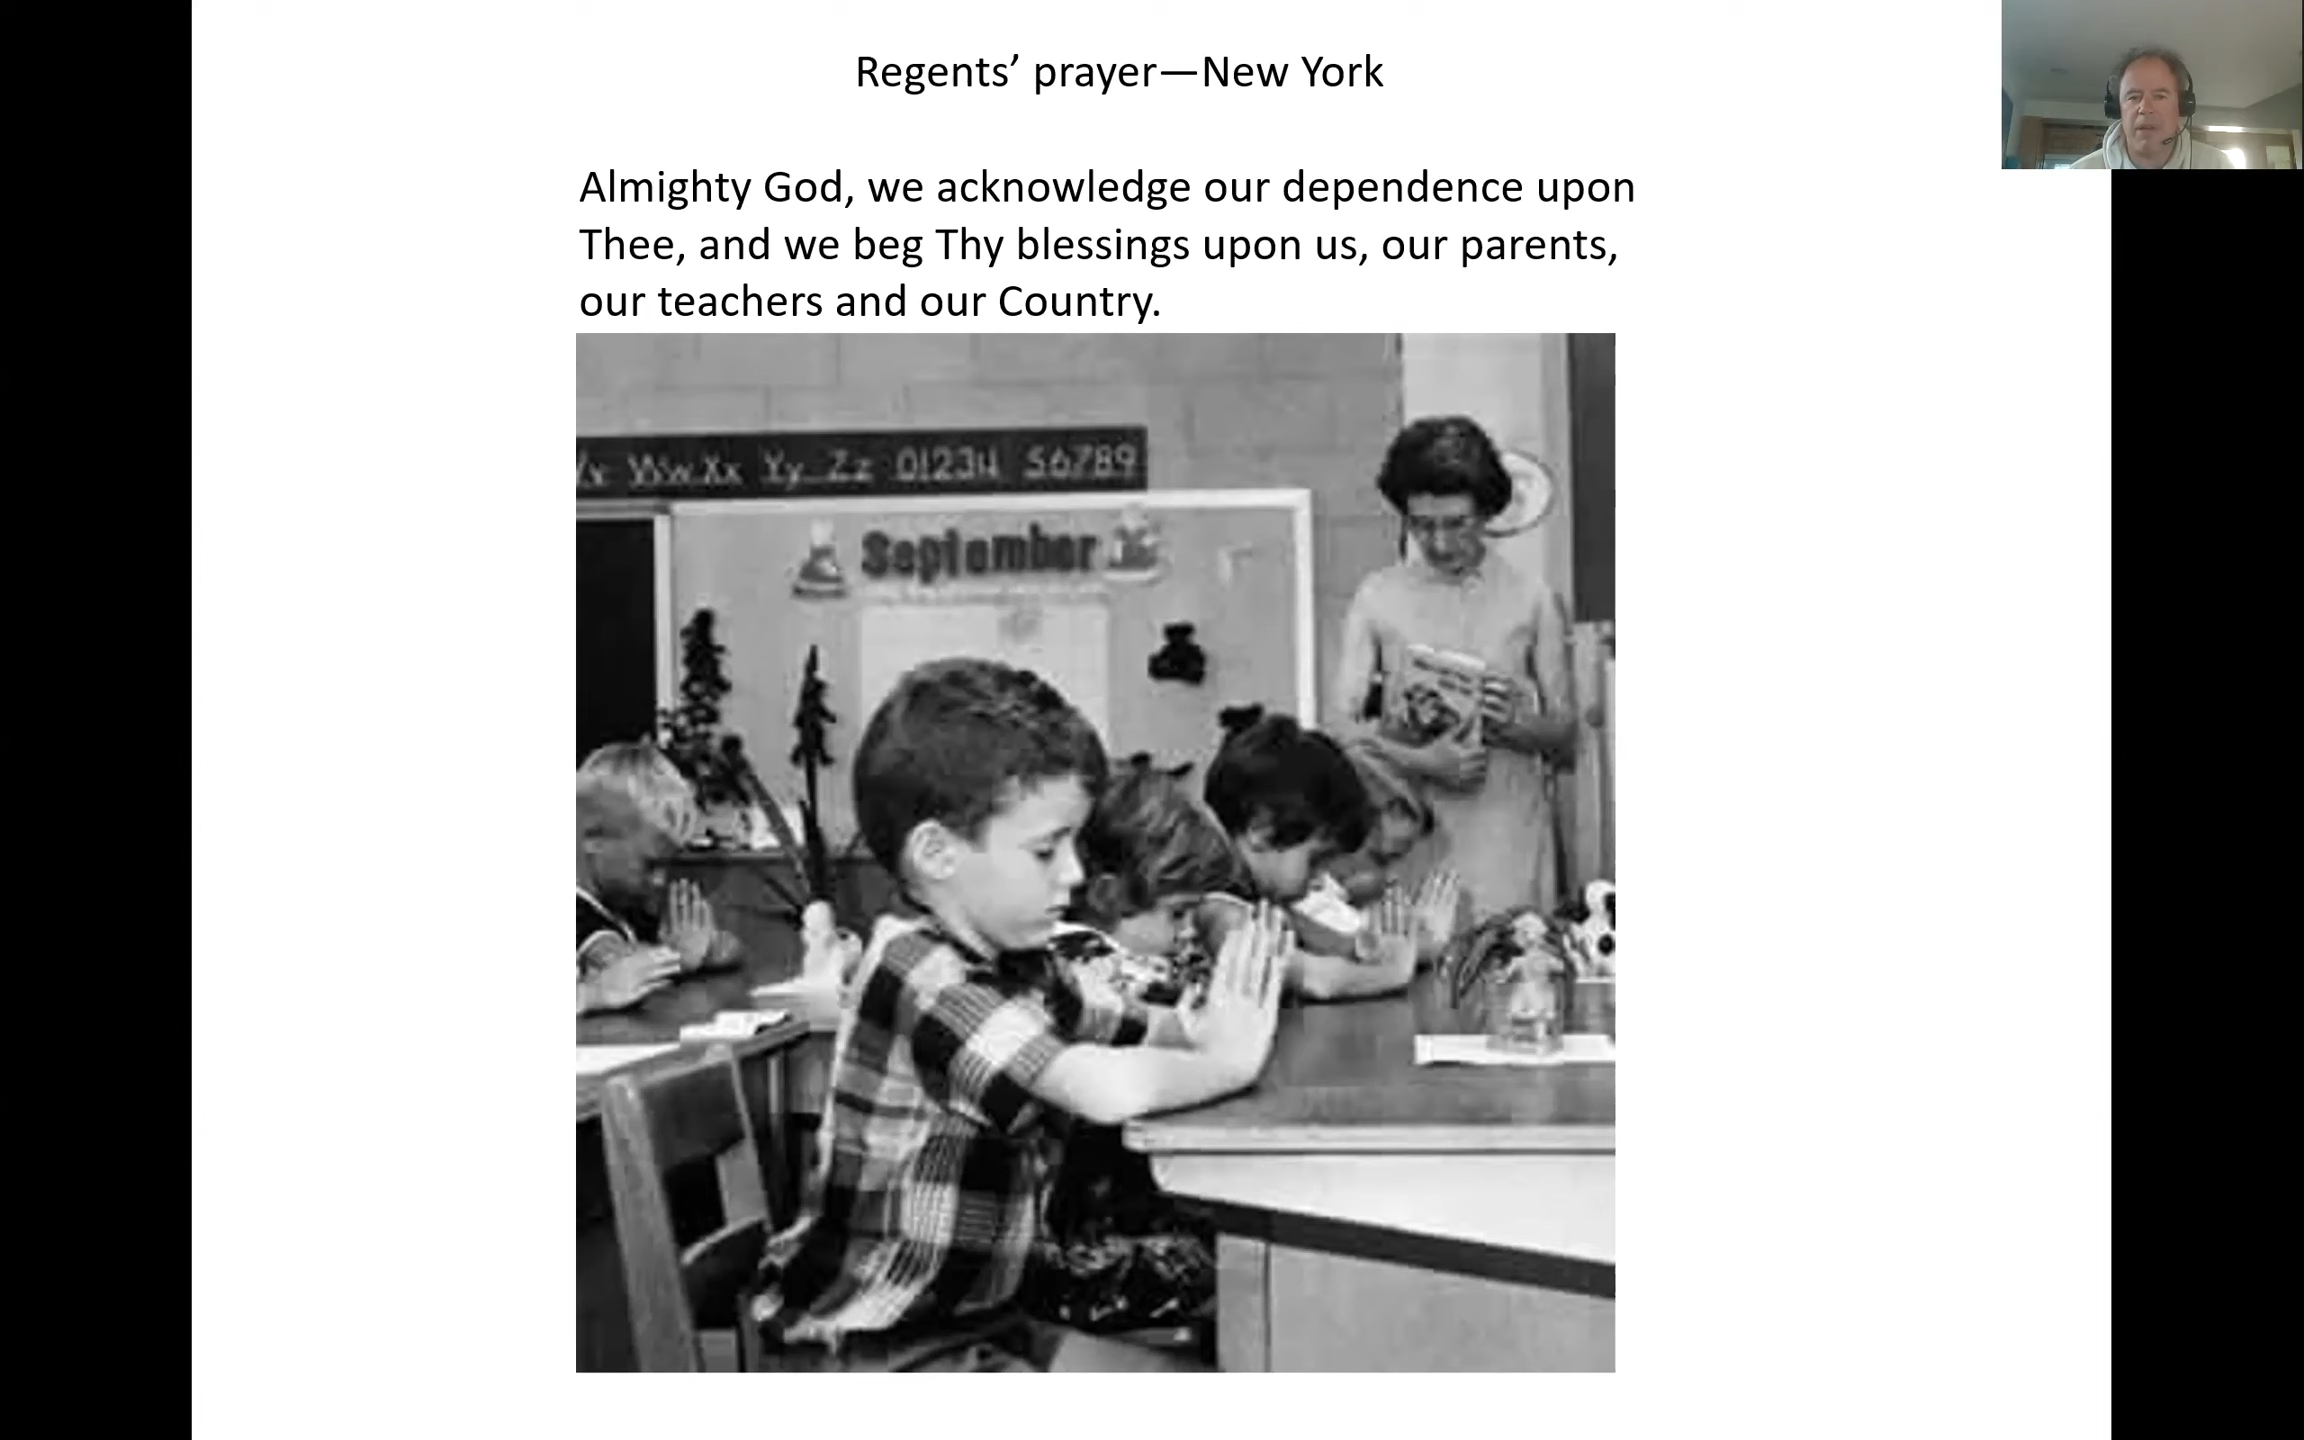 Regents’ prayer—New York
Almighty God, we acknowledge our dependence upon
Thee, and we beg Thy blessings upon us, our parents,
our teachers and our Country.
Ww Xx Yy Zz 01234 56789
September